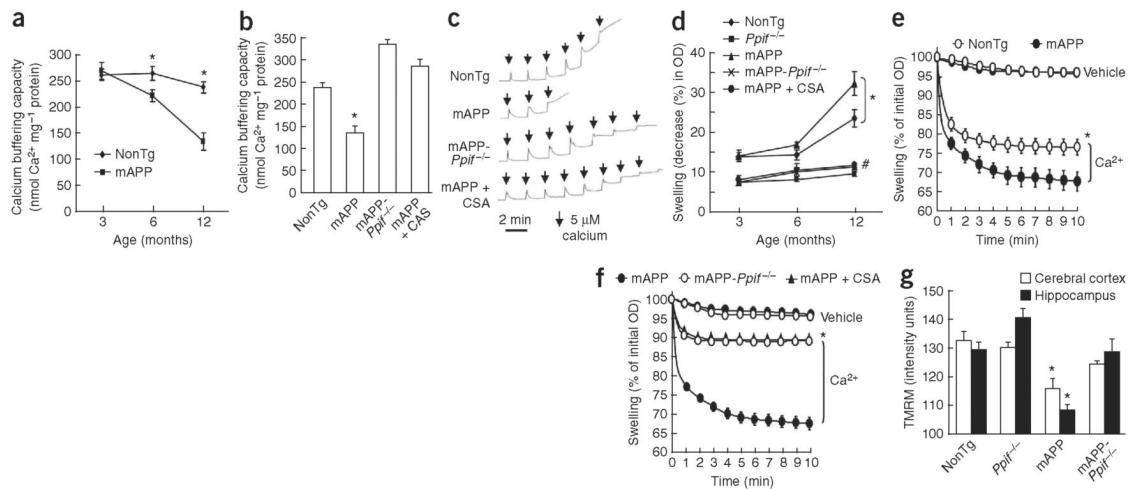 a
Calcium buffering capacity
(nmol Ca²⁺ mg⁻¹ protein)
300
250
200
150
100
50
0
*
*
NonTg
mAPP
3
6
12
Age (months)
b
Calcium buffering capacity
(nmol Ca²⁺ mg⁻¹ protein)
350
300
250
200
150
100
50
0
*
NonTg
mAPP
mAPP-
Ppif⁻/⁻
mAPP
+ CAS
c
NonTg
mAPP
mAPP-
Ppif⁻/⁻
mAPP +
CSA
2 min
5 µM
calcium
d
NonTg
Ppif⁻/⁻
mAPP
mAPP-Ppif⁻/⁻
mAPP + CSA
Swelling (decrease (%) in OD)
50
40
30
20
10
0
*
#
3
6
12
Age (months)
e
NonTg
mAPP
Swelling (% of initial OD)
100
95
90
85
80
75
70
65
60
Vehicle
*
Ca²⁺
0 1 2 3 4 5 6 7 8 9 10
Time (min)
f
mAPP
mAPP-Ppif⁻/⁻
mAPP + CSA
Swelling (% of initial OD)
100
95
90
85
80
75
70
65
Vehicle
*
Ca²⁺
0 1 2 3 4 5 6 7 8 9 10
Time (min)
g
Cerebral cortex
Hippocampus
TMRM (intensity units)
150
140
130
120
110
100
*
*
NonTg
Ppif⁻/⁻
mAPP
mAPP-
Ppif⁻/⁻